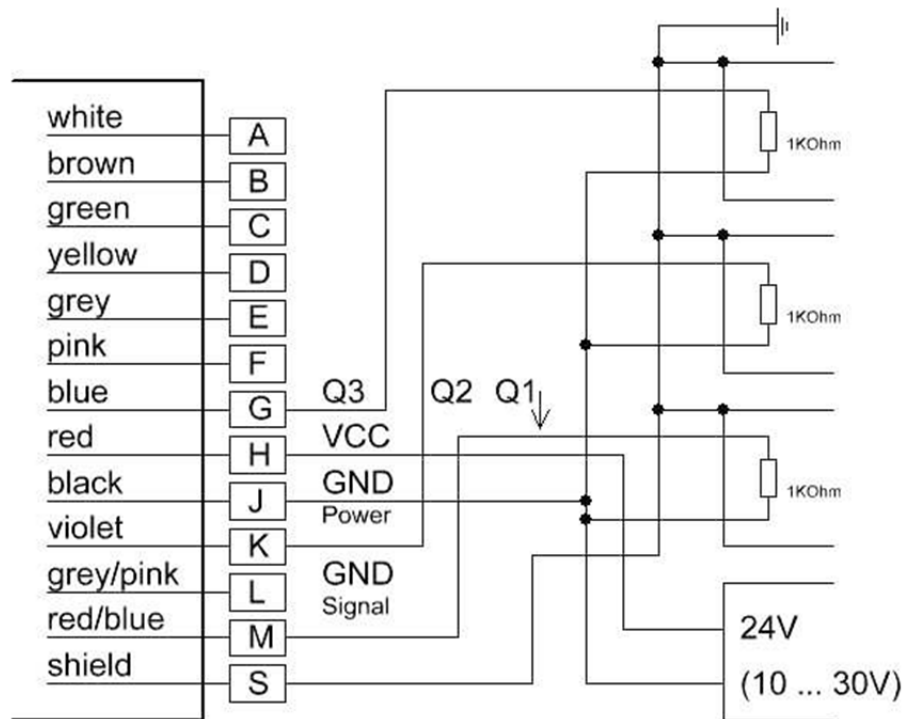 white A
brown B
green C
yellow D
grey E
pink F
blue G Q3 Q2 Q1
red H VCC
black J GND
Power
violet K
grey/pink L GND
Signal
red/blue M
shield S
1KOhm
1KOhm
1KOhm
24V
(10 ... 30V)